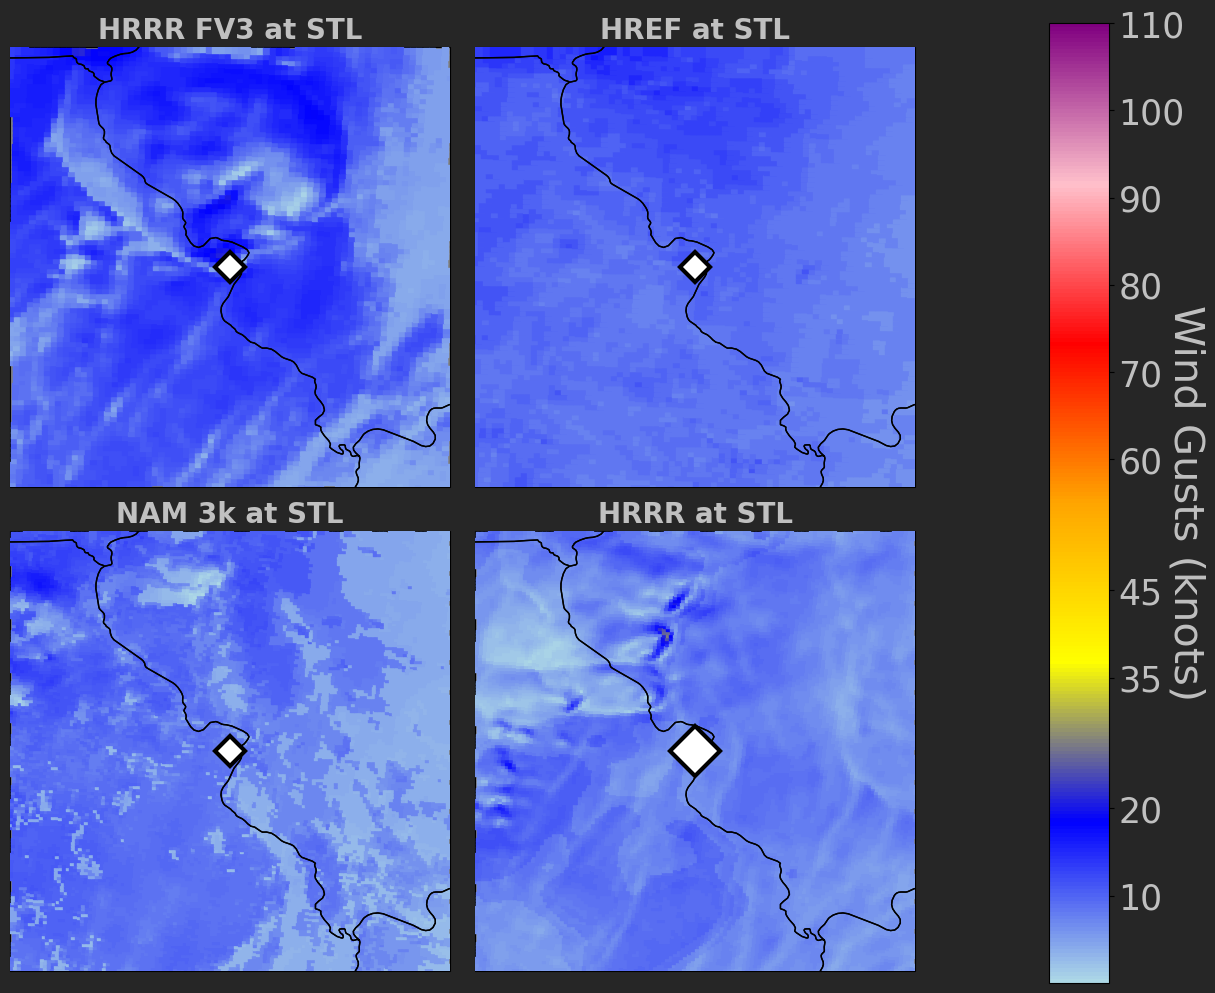 HRRR FV3 at STL
HREF at STL
NAM 3k at STL
HRRR at STL
110
100
90
80
70
60
45
35
20
10
Wind Gusts (knots)